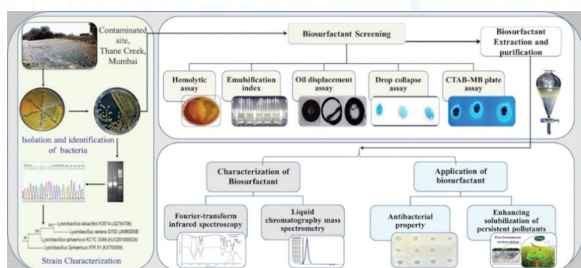 Contaminated
site,
Thane Creek,
Mumbai
Isolation and identification
of bacteria
Strain Characterization
Biosurfactant Screening
Hemolytic
assay
Emulsification
index
Oil displacement
assay
Drop collapse
assay
CTAB-MB plate
assay
Biosurfactant
Extraction and
purification
Characterization of
Biosurfactant
Fourier-transform
infrared spectroscopy
Liquid
chromatography mass
spectrometry
Application of
biosurfactant
Antibacterial
property
Enhancing
solubilization of
persistent pollutants